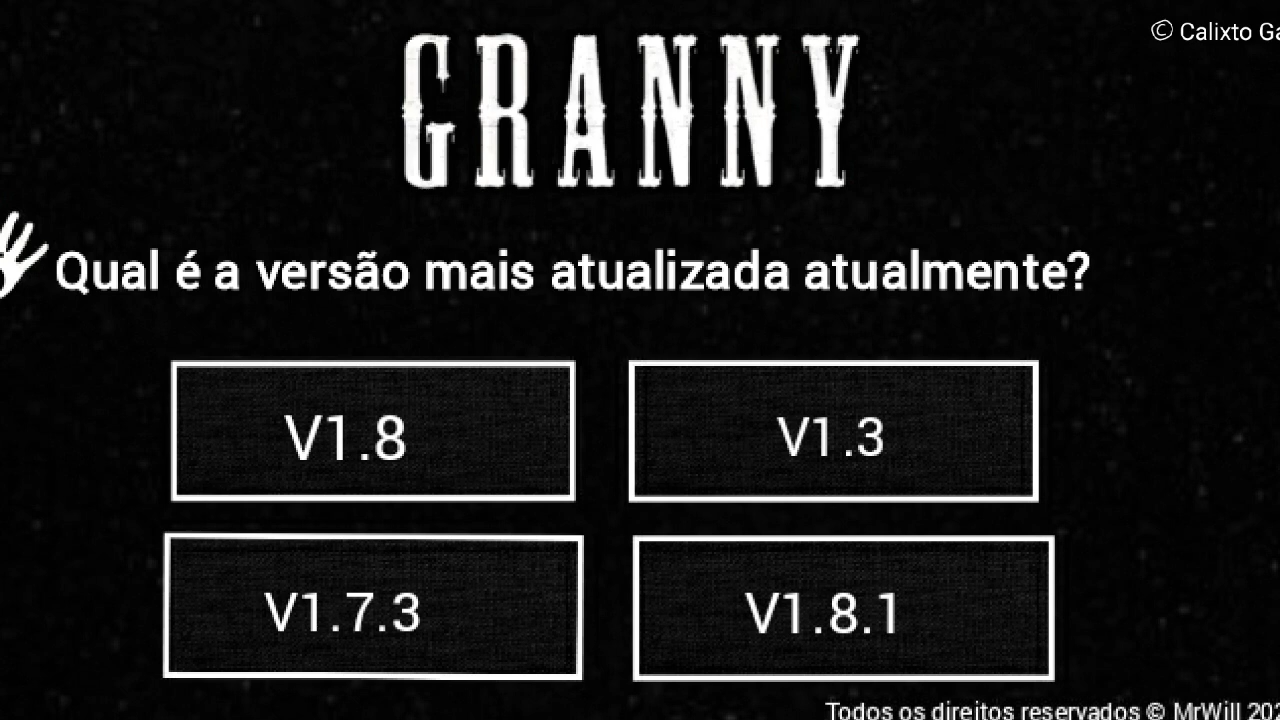 © Calixto
GRANNY
Qual é a versão mais atualizada atualmente?
V1.8
V1.3
V1.7.3
V1.8.1
Todos os direitos reservados © MrWill